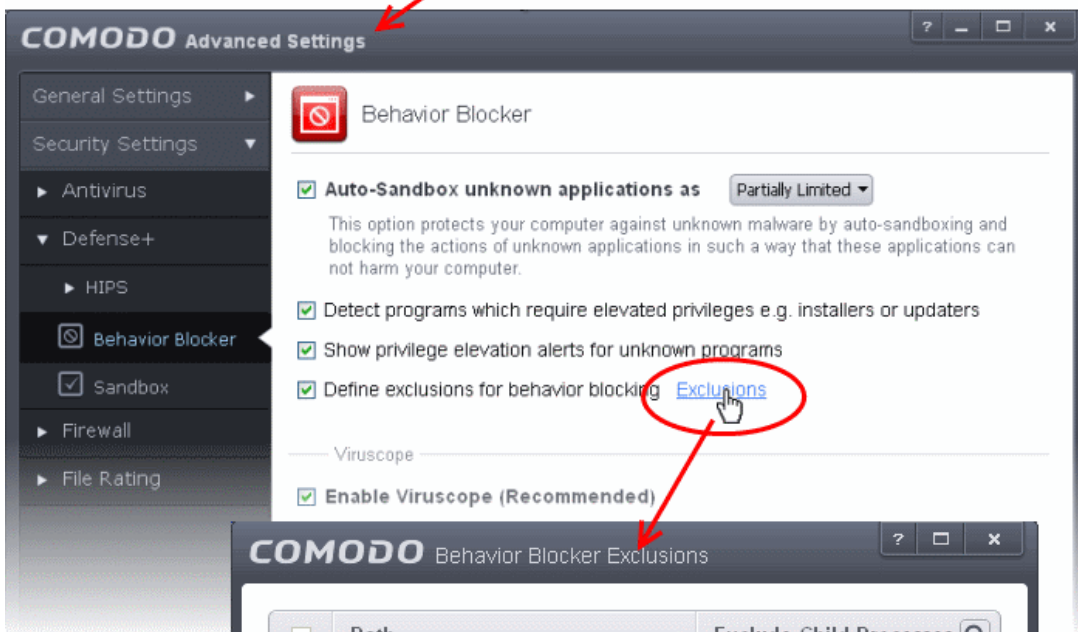 COMODO Advanced Settings
General Settings
Security Settings
Antivirus
Defense+
HIPS
Behavior Blocker
Sandbox
Firewall
File Rating
Behavior Blocker
Auto-Sandbox unknown applications as Partially Limited
This option protects your computer against unknown malware by auto-sandboxing and
blocking the actions of unknown applications in such a way that these applications can
not harm your computer.
Detect programs which require elevated privileges e.g. installers or updaters
Show privilege elevation alerts for unknown programs
Define exclusions for behavior blocking Exclusions
Viruscope
Enable Viruscope (Recommended)
COMODO Behavior Blocker Exclusions
Path Exclude Child Processes